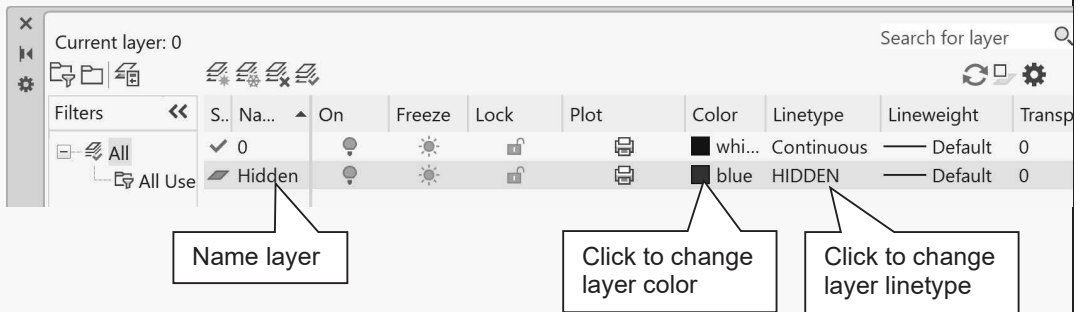 Current layer: 0
Search for layer
Filters
S.. Na... On Freeze Lock Plot Color Linetype Lineweight Transp
All
0 whi... Continuous Default 0
All Use
Hidden blue HIDDEN Default 0
Name layer
Click to change
layer color
Click to change
layer linetype